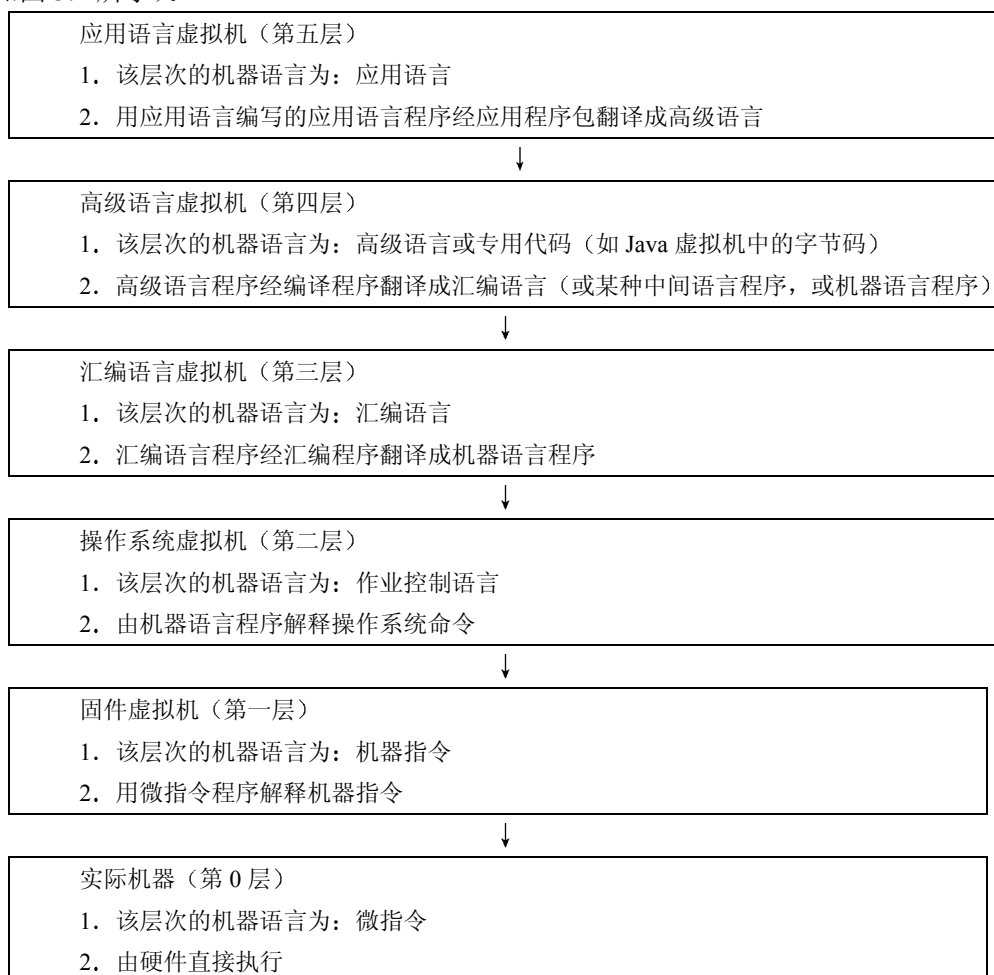 应用语言虚拟机（第五层）
1．该层次的机器语言为：应用语言
2．用应用语言编写的应用语言程序经应用程序包翻译成高级语言
高级语言虚拟机（第四层）
1．该层次的机器语言为：高级语言或专用代码（如 Java 虚拟机中的字节码）
2．高级语言程序经编译程序翻译成汇编语言（或某种中间语言程序，或机器语言程序）
汇编语言虚拟机（第三层）
1．该层次的机器语言为：汇编语言
2．汇编语言程序经汇编程序翻译成机器语言程序
操作系统虚拟机（第二层）
1．该层次的机器语言为：作业控制语言
2．由机器语言程序解释操作系统命令
固件虚拟机（第一层）
1．该层次的机器语言为：机器指令
2．用微指令程序解释机器指令
实际机器（第 0 层）
1．该层次的机器语言为：微指令
2．由硬件直接执行